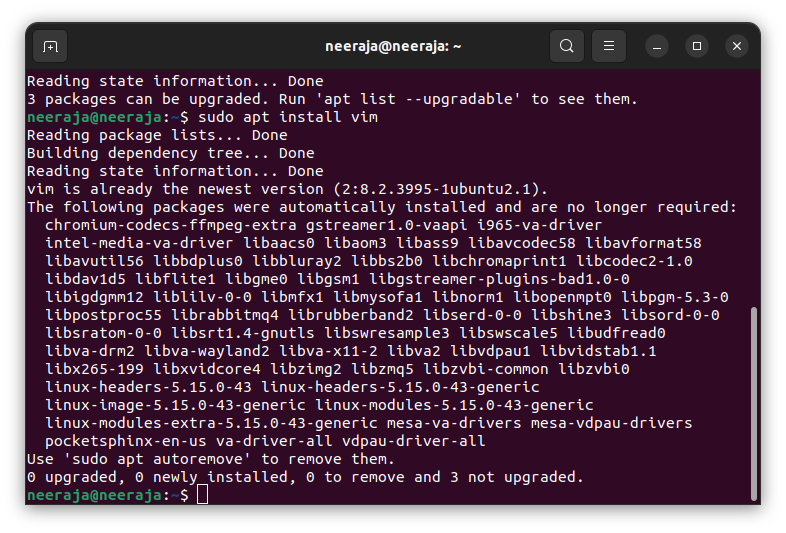 neeraja@neeraja: ~
Reading state information... Done
3 packages can be upgraded. Run 'apt list --upgradable' to see them.
neeraja@neeraja:~$ sudo apt install vim
Reading package lists... Done
Building dependency tree... Done
Reading state information... Done
vim is already the newest version (2:8.2.3995-1ubuntu2.1).
The following packages were automatically installed and are no longer required:
  chromium-codecs-ffmpeg-extra gstreamer1.0-vaapi i965-va-driver
  intel-media-va-driver libaacs0 libaom3 libass9 libavcodec58 libavformat58
  libavutil56 libbdplus0 libbluray2 libbs2b0 libchromaprint1 libcodec2-1.0
  libdav1d5 libflite1 libgme0 libgsm1 libgstreamer-plugins-bad1.0-0
  libigdgmm12 liblilv-0-0 libmfx1 libmysofa1 libnorm1 libopenmpt0 libpgm-5.3-0
  libpostproc55 librabbitmq4 librubberband2 libserd-0-0 libshine3 libsord-0-0
  libsratom-0-0 libsrt1.4-gnutls libswresample3 libswscale5 libudfread0
  libva-drm2 libva-wayland2 libva-x11-2 libva2 libvdpau1 libvidstab1.1
  libx265-199 libxvidcore4 libzimg2 libzmq5 libzvbi-common libzvbi0
  linux-headers-5.15.0-43 linux-headers-5.15.0-43-generic
  linux-image-5.15.0-43-generic linux-modules-5.15.0-43-generic
  linux-modules-extra-5.15.0-43-generic mesa-va-drivers mesa-vdpau-drivers
  pocketsphinx-en-us va-driver-all vdpau-driver-all
Use 'sudo apt autoremove' to remove them.
0 upgraded, 0 newly installed, 0 to remove and 3 not upgraded.
neeraja@neeraja:~$